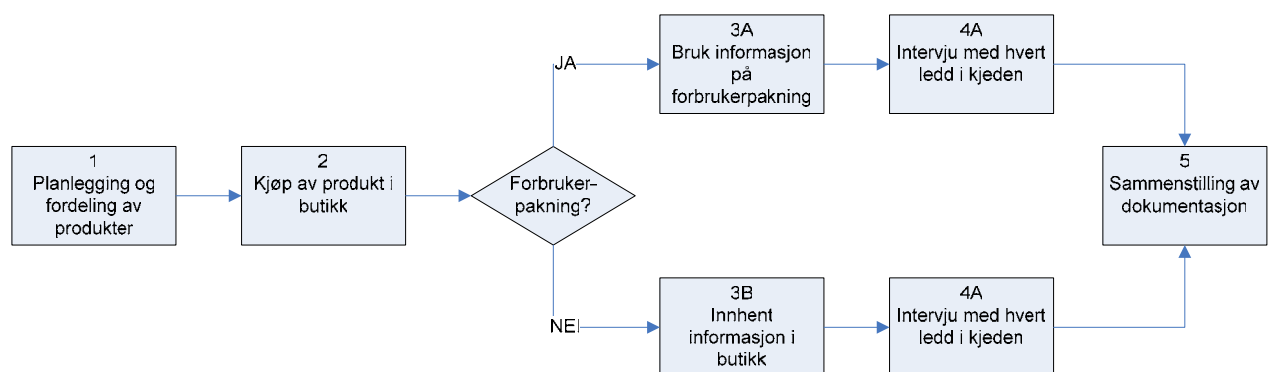 1
Planlegging og
fordeling av
produkter
2
Kjøp av produkt i
butikk
Forbruker–
pakning?
JA
3A
Bruk informasjon
på
forbrukerpakning
4A
Intervju med hvert
ledd i kjeden
NEI
3B
Innhent
informasjon i
butikk
4A
Intervju med hvert
ledd i kjeden
5
Sammenstilling av
dokumentasjon